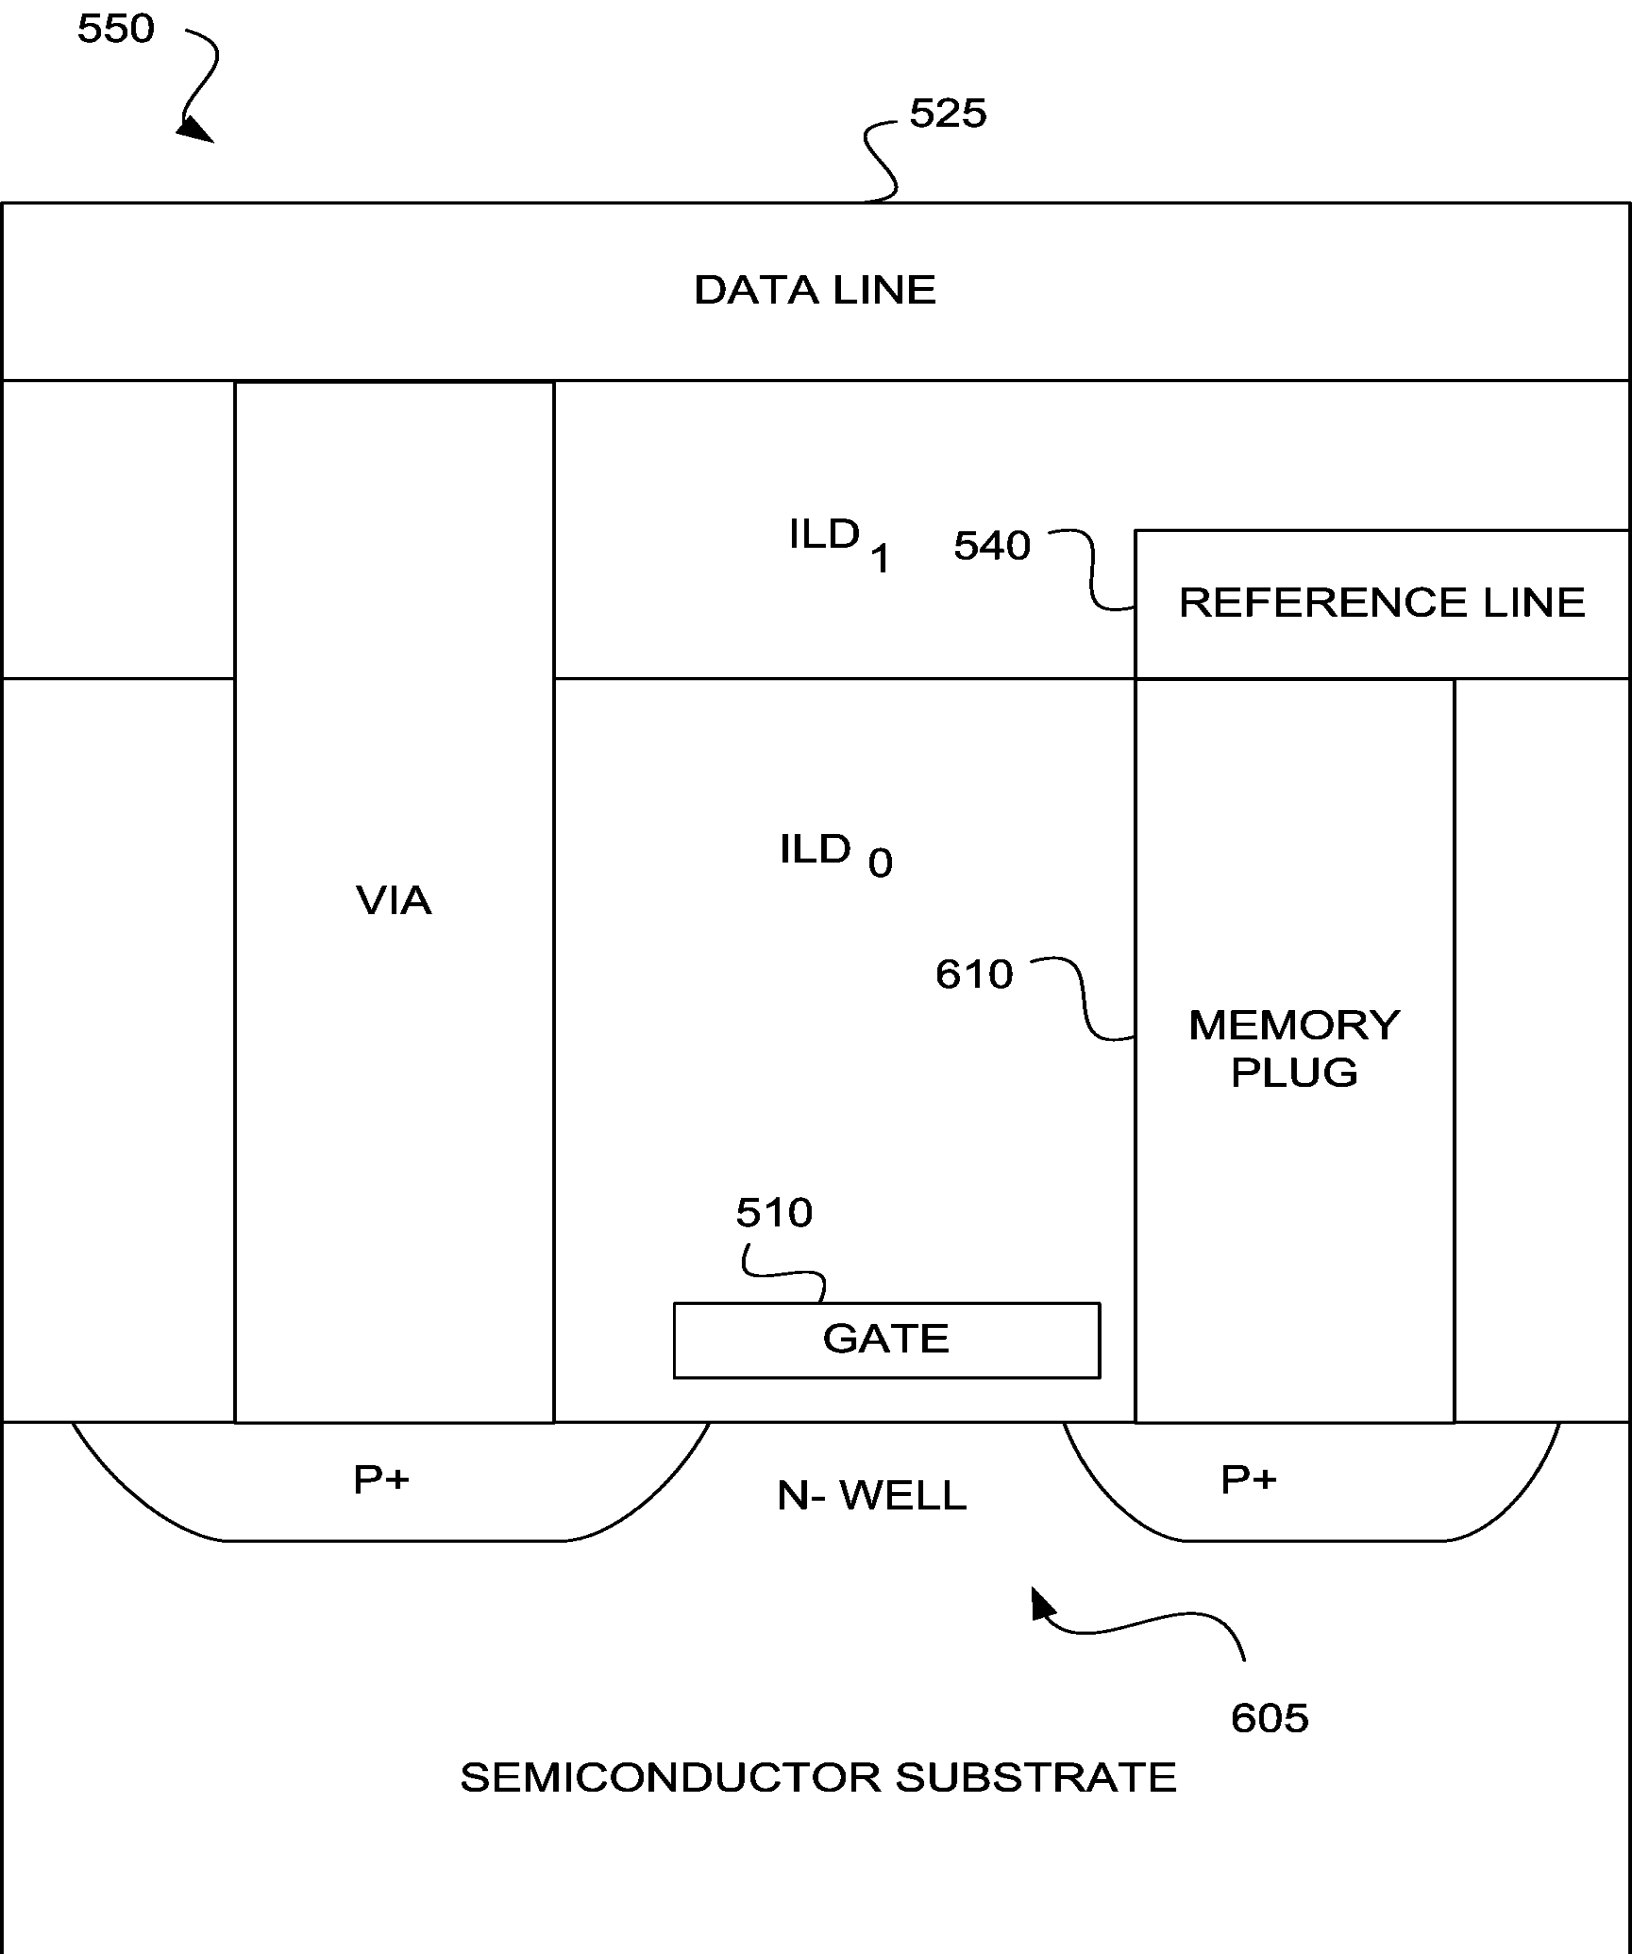 550
525
DATA LINE
ILD 1
540
REFERENCE LINE
ILD 0
VIA
610
MEMORY
PLUG
510
GATE
P+
N- WELL
P+
605
SEMICONDUCTOR SUBSTRATE